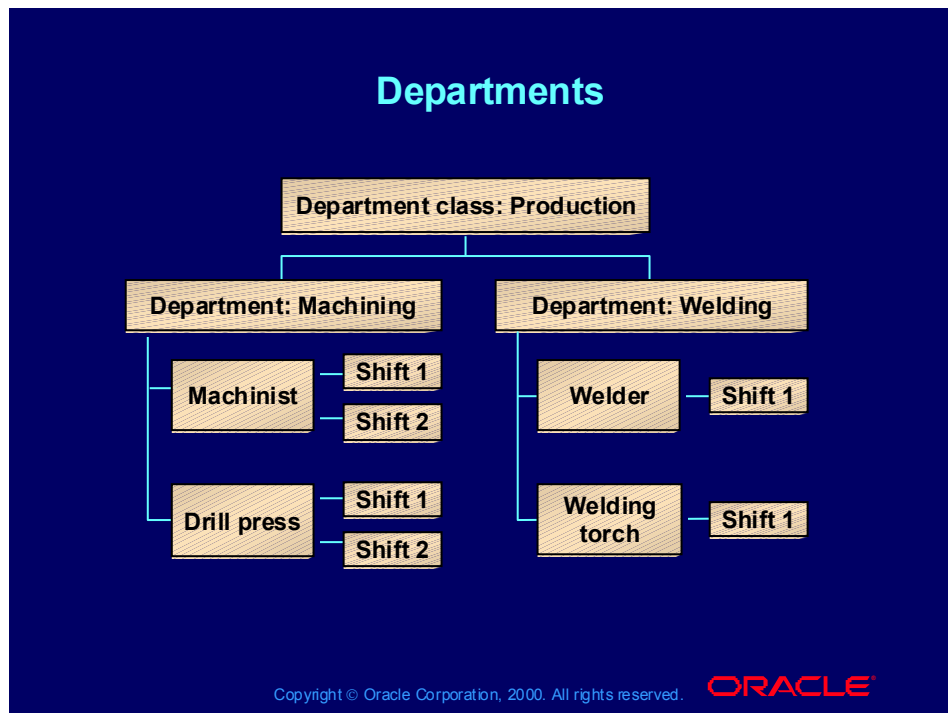 Departments
Department class: Production
Department: Machining
Machinist
Shift 1
Shift 2
Drill press
Shift 1
Shift 2
Department: Welding
Welder
Shift 1
Welding
torch
Shift 1
Copyright © Oracle Corporation, 2000. All rights reserved.
ORACLE®